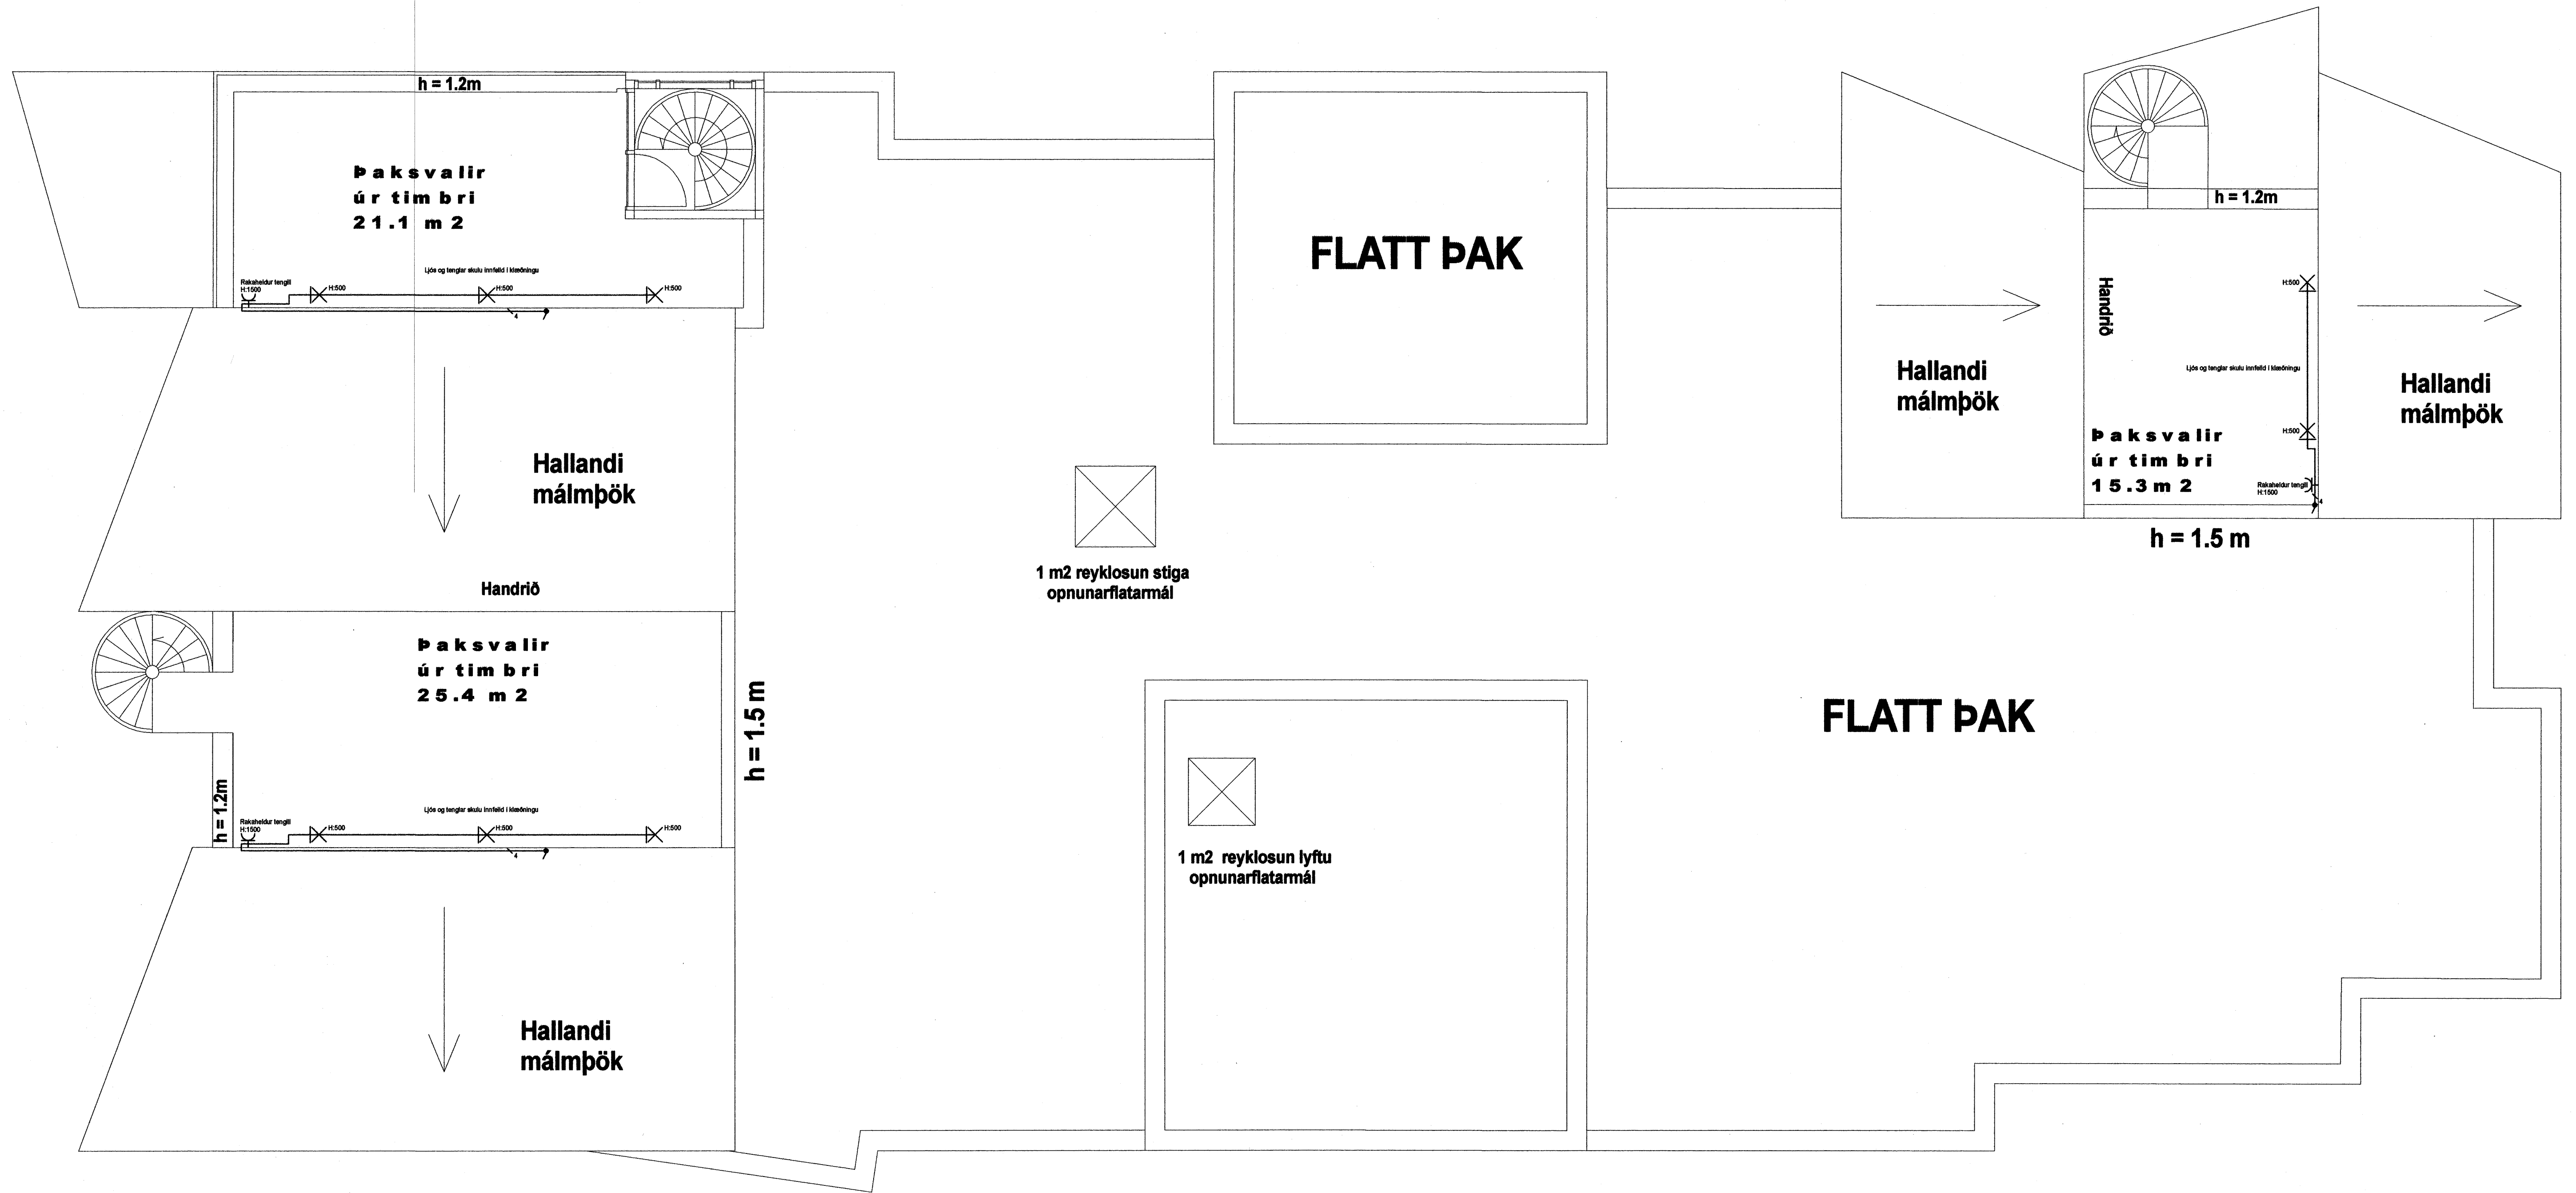 h = 1.2m
Þaksvalir
úr timbri
21.1 m2
Ljós og tenglar skulu innfelld í klæðningu
Rakaheldur tengill
H:1500
H:500
H:500
H:500
4
Hallandi
málmþök
Handrið
Þaksvalir
úr timbri
25.4 m2
h = 1.2m
Ljós og tenglar skulu innfelld í klæðningu
Rakaheldur tengill
H:1500
H:500
H:500
H:500
4
h = 1.5 m
Hallandi
málmþök
FLATT ÞAK
1 m2 reyklosun stiga
opnunarflatarmál
1 m2 reyklosun lyftu
opnunarflatarmál
FLATT ÞAK
Hallandi
málmþök
h = 1.2m
Handrið
H:500
Ljós og tenglar skulu innfelld í klæðningu
H:500
Þaksvalir
úr timbri
15.3 m2
Rakaheldur tengill
H:1500
4
h = 1.5 m
Hallandi
málmþök